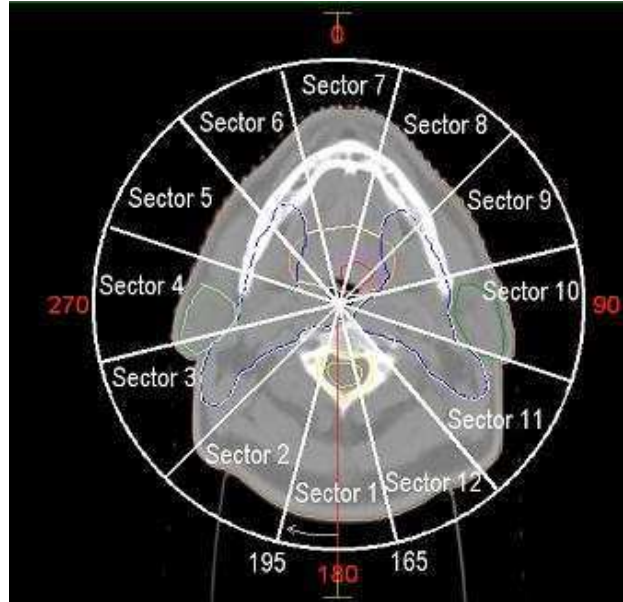 0
Sector 7
Sector 6
Sector 8
Sector 5
Sector 9
Sector 4
Sector 10
270
90
Sector 3
Sector 11
Sector 2
Sector 12
Sector 1
195
180
165